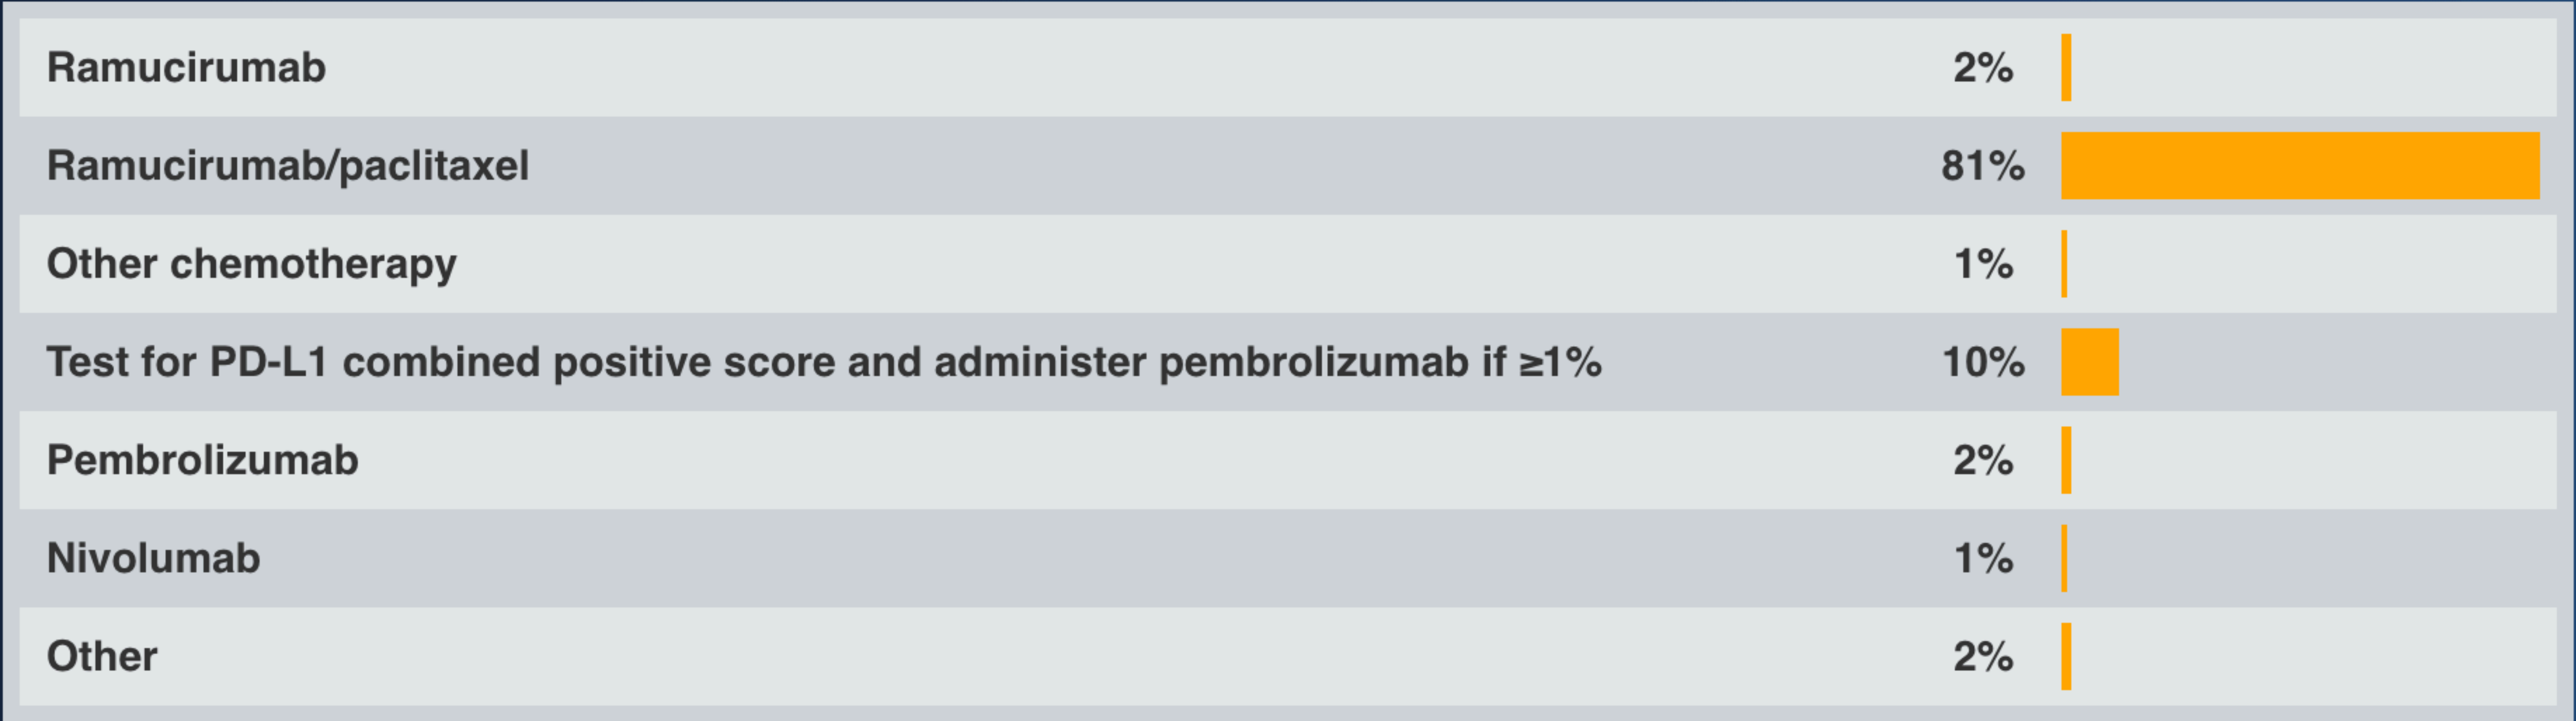 Ramucirumab 2%
Ramucirumab/paclitaxel 81%
Other chemotherapy 1%
Test for PD-L1 combined positive score and administer pembrolizumab if ≥1% 10%
Pembrolizumab 2%
Nivolumab 1%
Other 2%